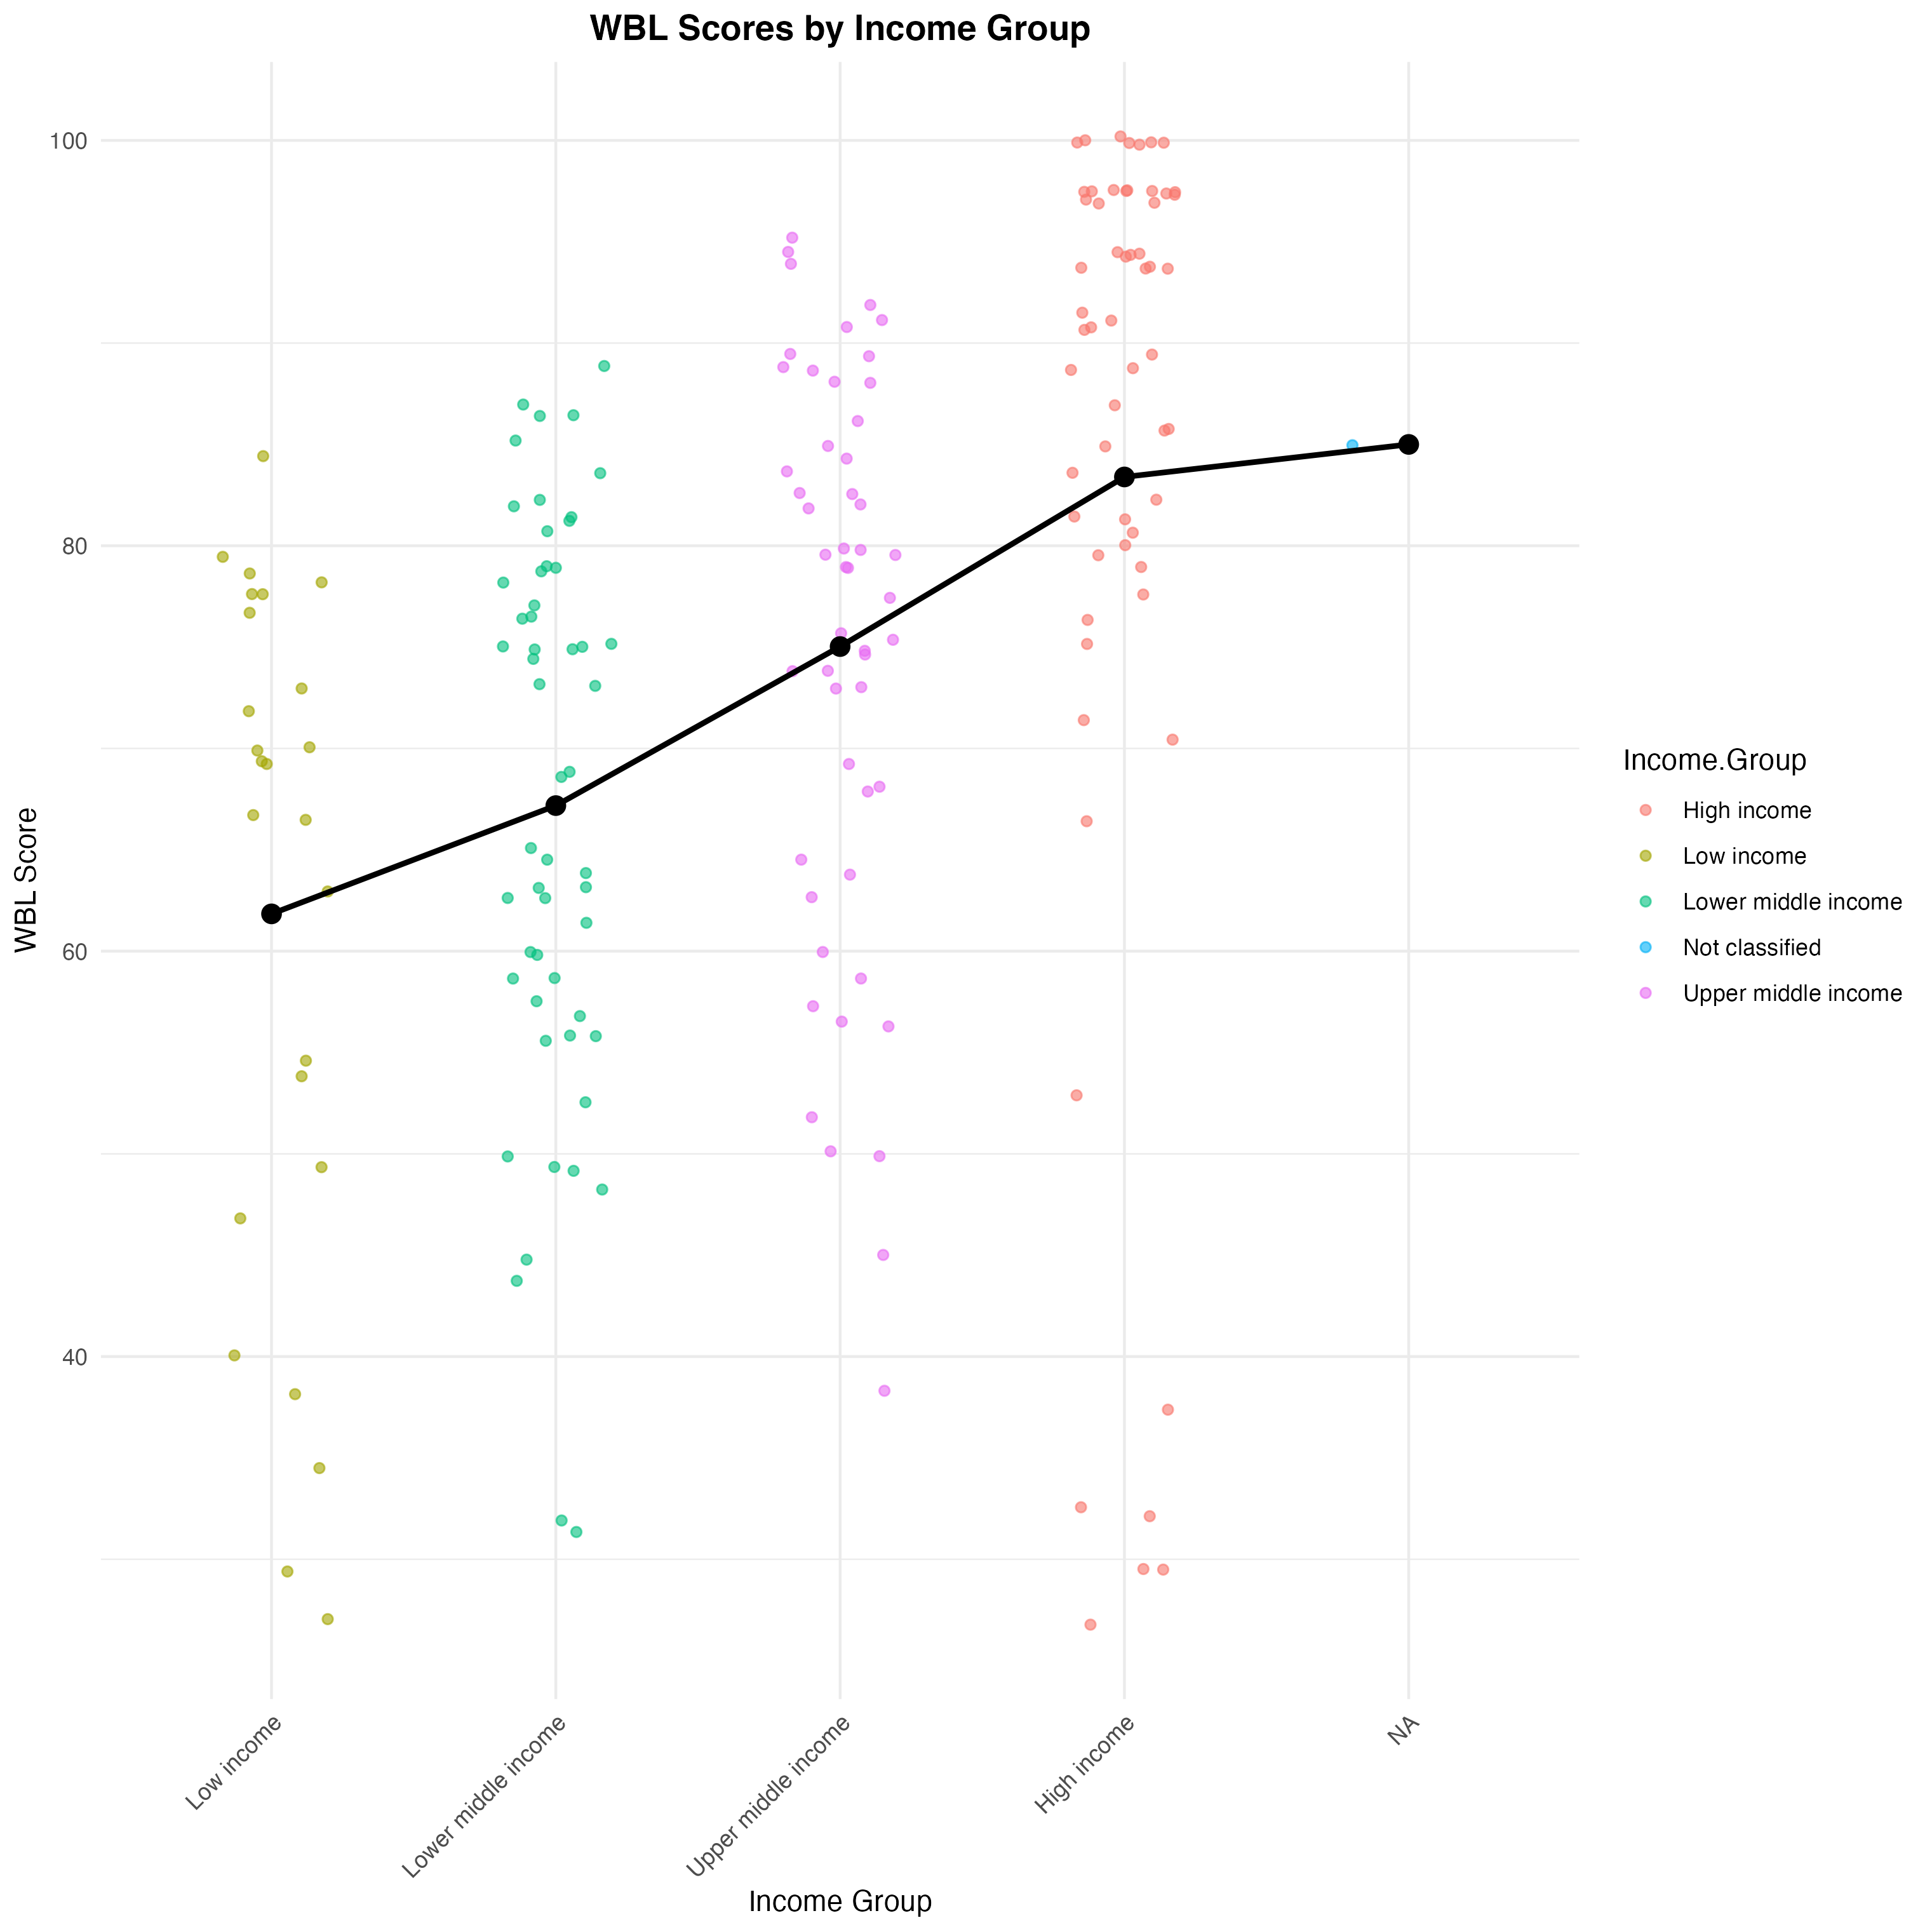 WBL Scores by Income Group
100
80
60
40
WBL Score
Low income
Lower middle income
Upper middle income
High income
NA
Income Group
Income.Group
High income
Low income
Lower middle income
Not classified
Upper middle income